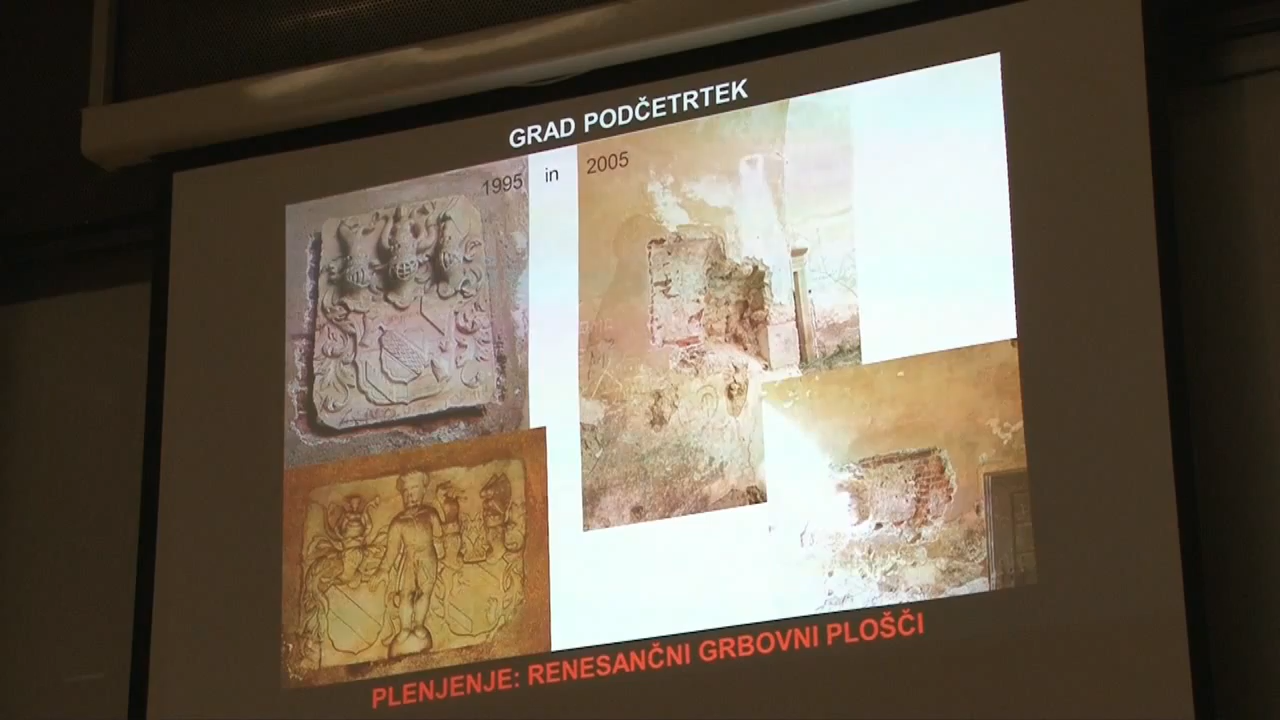 GRAD PODČETRTEK
1995 in 2005
PLENJENJE: RENESANČNI GRBOVNI PLOŠČI